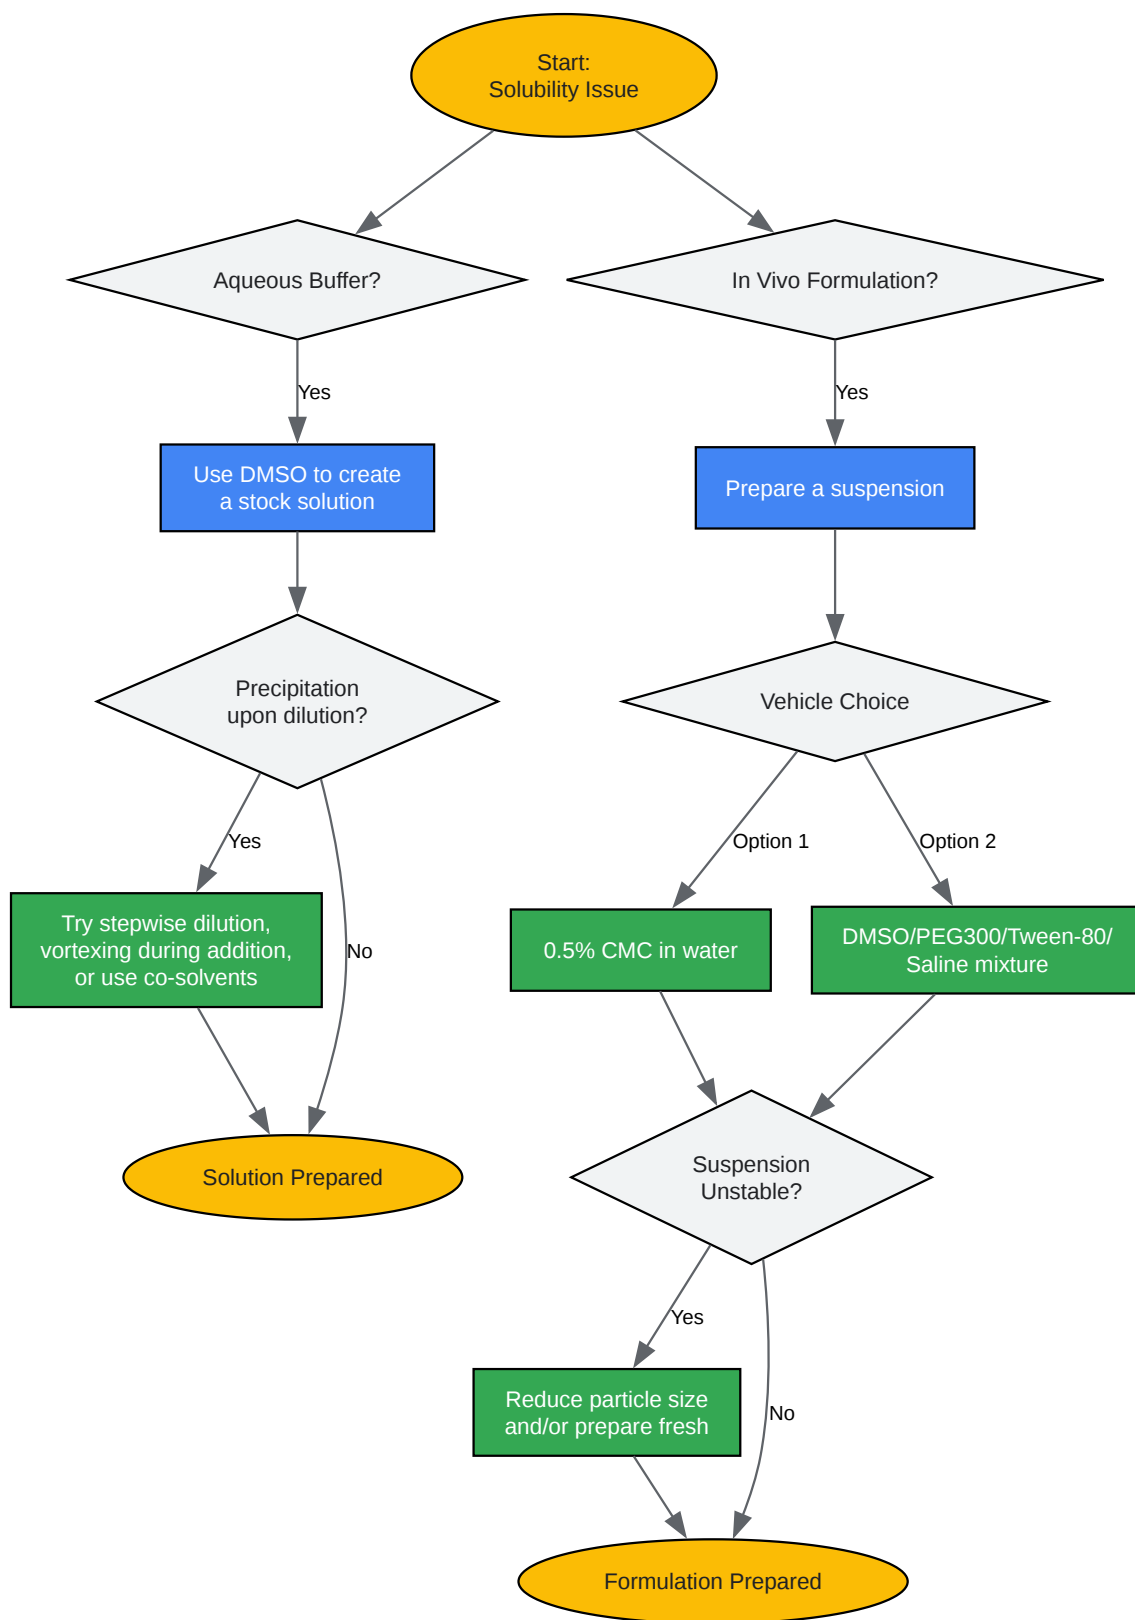 Start:
Solubility Issue
Aqueous Buffer?
In Vivo Formulation?
Yes
Yes
Use DMSO to create
a stock solution
Prepare a suspension
Precipitation
upon dilution?
Vehicle Choice
Yes
Option 1
Option 2
Try stepwise dilution,
vortexing during addition,
or use co-solvents
No
0.5% CMC in water
DMSO/PEG300/Tween-80/
Saline mixture
Solution Prepared
Suspension
Unstable?
Yes
Reduce particle size
and/or prepare fresh
No
Formulation Prepared